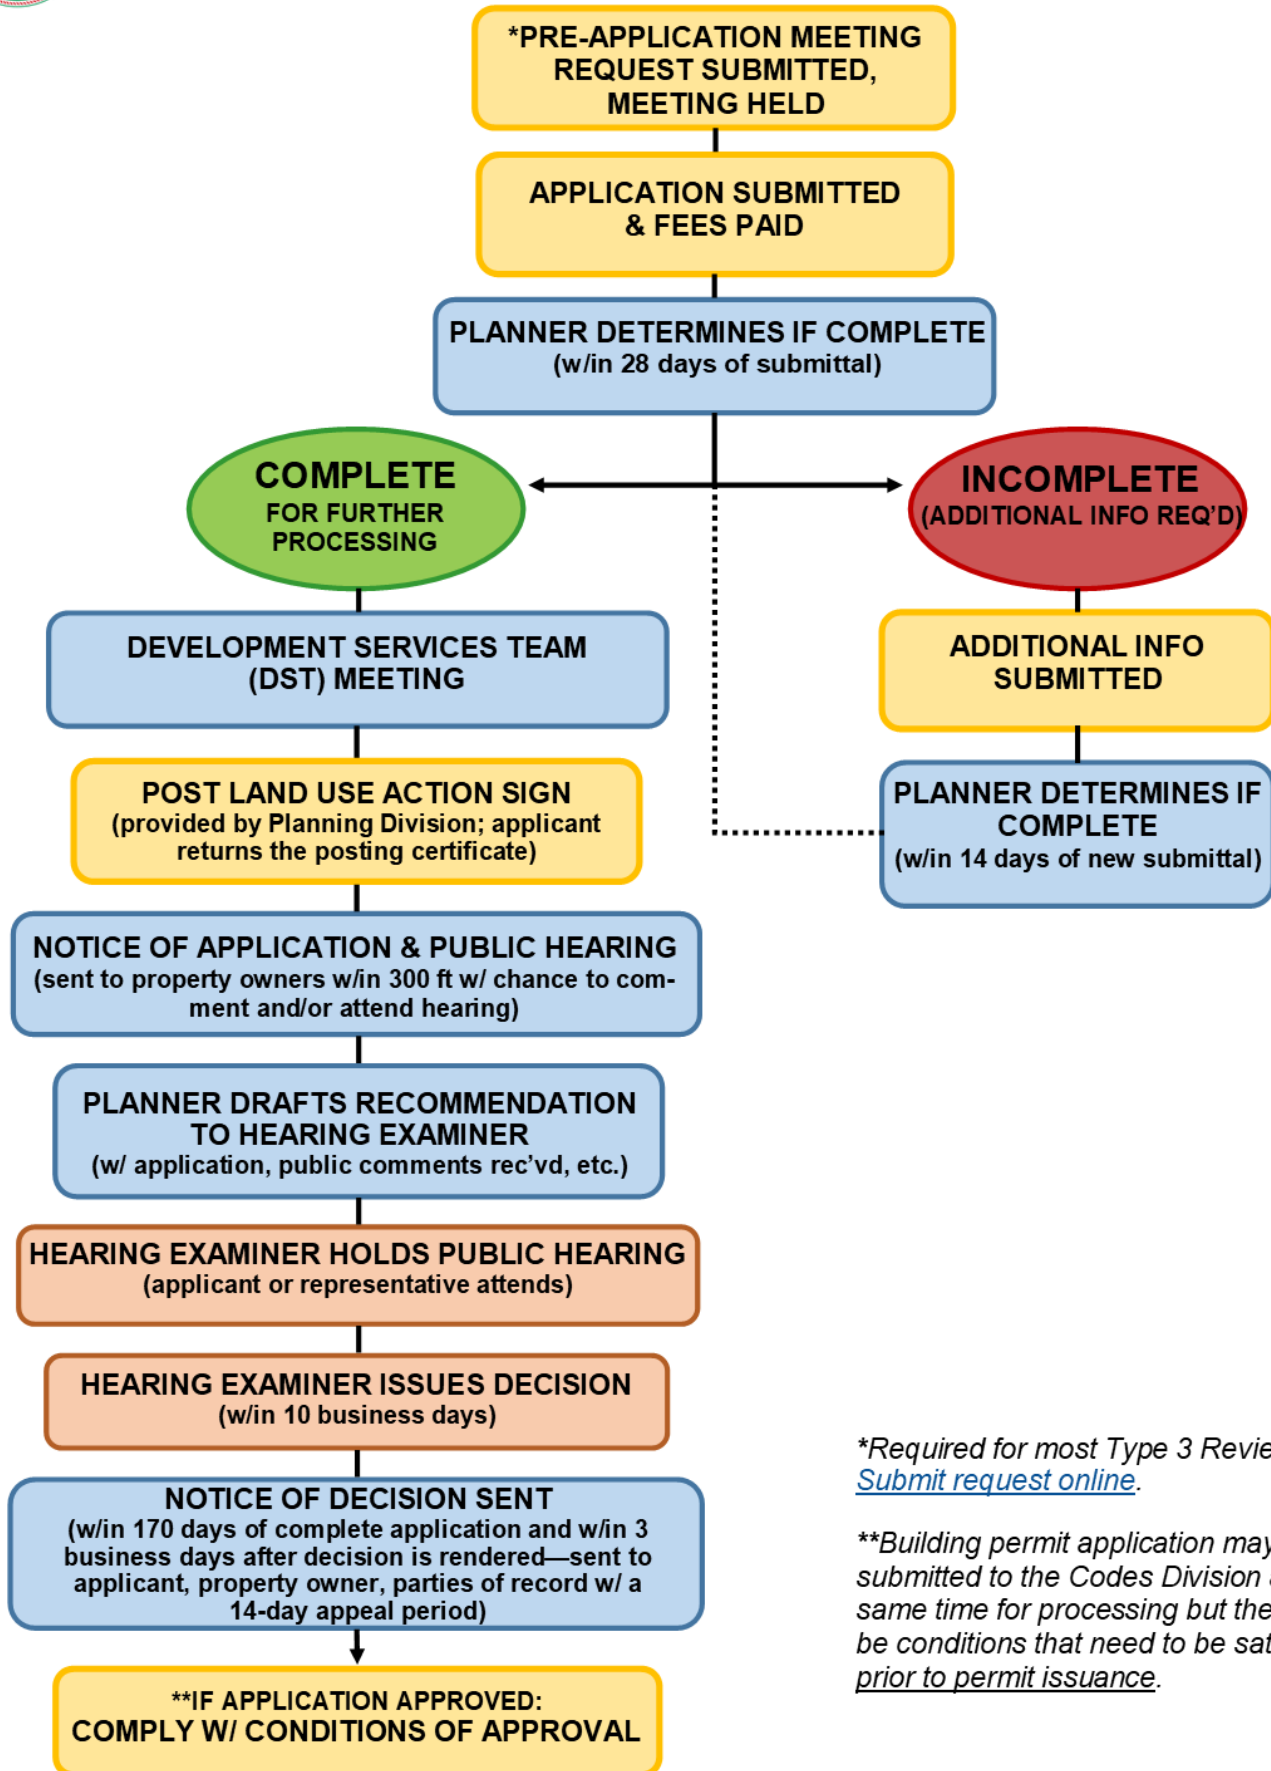 *PRE-APPLICATION MEETING
REQUEST SUBMITTED,
MEETING HELD
APPLICATION SUBMITTED
& FEES PAID
PLANNER DETERMINES IF COMPLETE
(w/in 28 days of submittal)
COMPLETE
FOR FURTHER
PROCESSING
INCOMPLETE
(ADDITIONAL INFO REQ'D)
DEVELOPMENT SERVICES TEAM
(DST) MEETING
ADDITIONAL INFO
SUBMITTED
POST LAND USE ACTION SIGN
(provided by Planning Division; applicant
returns the posting certificate)
PLANNER DETERMINES IF
COMPLETE
(w/in 14 days of new submittal)
NOTICE OF APPLICATION & PUBLIC HEARING
(sent to property owners w/in 300 ft w/ chance to com-
ment and/or attend hearing)
PLANNER DRAFTS RECOMMENDATION
TO HEARING EXAMINER
(w/ application, public comments rec'vd, etc.)
HEARING EXAMINER HOLDS PUBLIC HEARING
(applicant or representative attends)
HEARING EXAMINER ISSUES DECISION
(w/in 10 business days)
NOTICE OF DECISION SENT
(w/in 170 days of complete application and w/in 3
business days after decision is rendered—sent to
applicant, property owner, parties of record w/ a
14-day appeal period)
**IF APPLICATION APPROVED:
COMPLY W/ CONDITIONS OF APPROVAL
*Required for most Type 3 Revie
Submit request online.
**Building permit application may
submitted to the Codes Division
same time for processing but the
be conditions that need to be sat
prior to permit issuance.